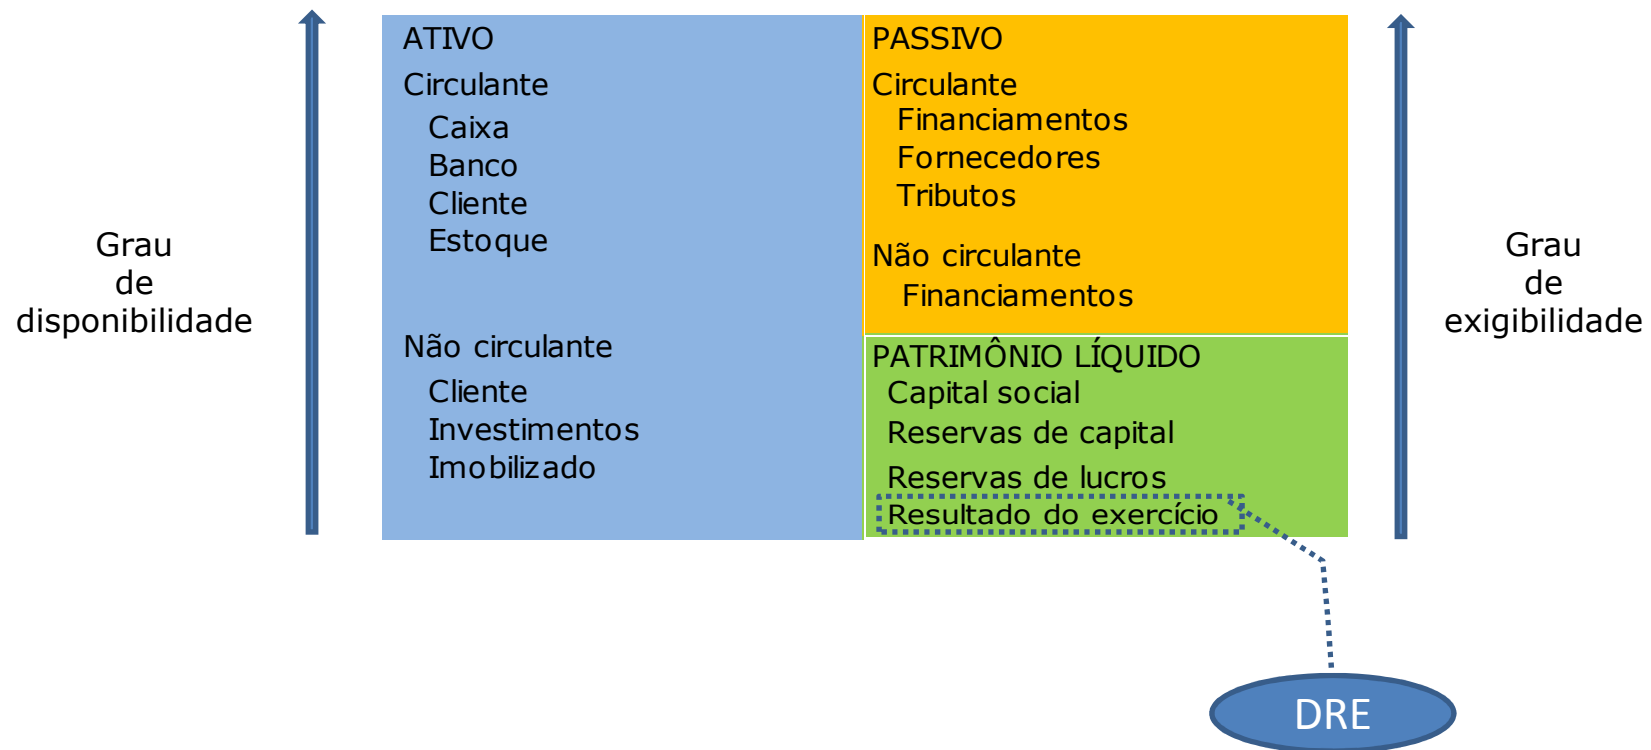 Grau
de
disponibilidade
ATIVO
Circulante
Caixa
Banco
Cliente
Estoque
Não circulante
Cliente
Investimentos
Imobilizado
PASSIVO
Circulante
Financiamentos
Fornecedores
Tributos
Não circulante
Financiamentos
PATRIMÔNIO LÍQUIDO
Capital social
Reservas de capital
Reservas de lucros
Resultado do exercício
Grau
de
exigibilidade
DRE